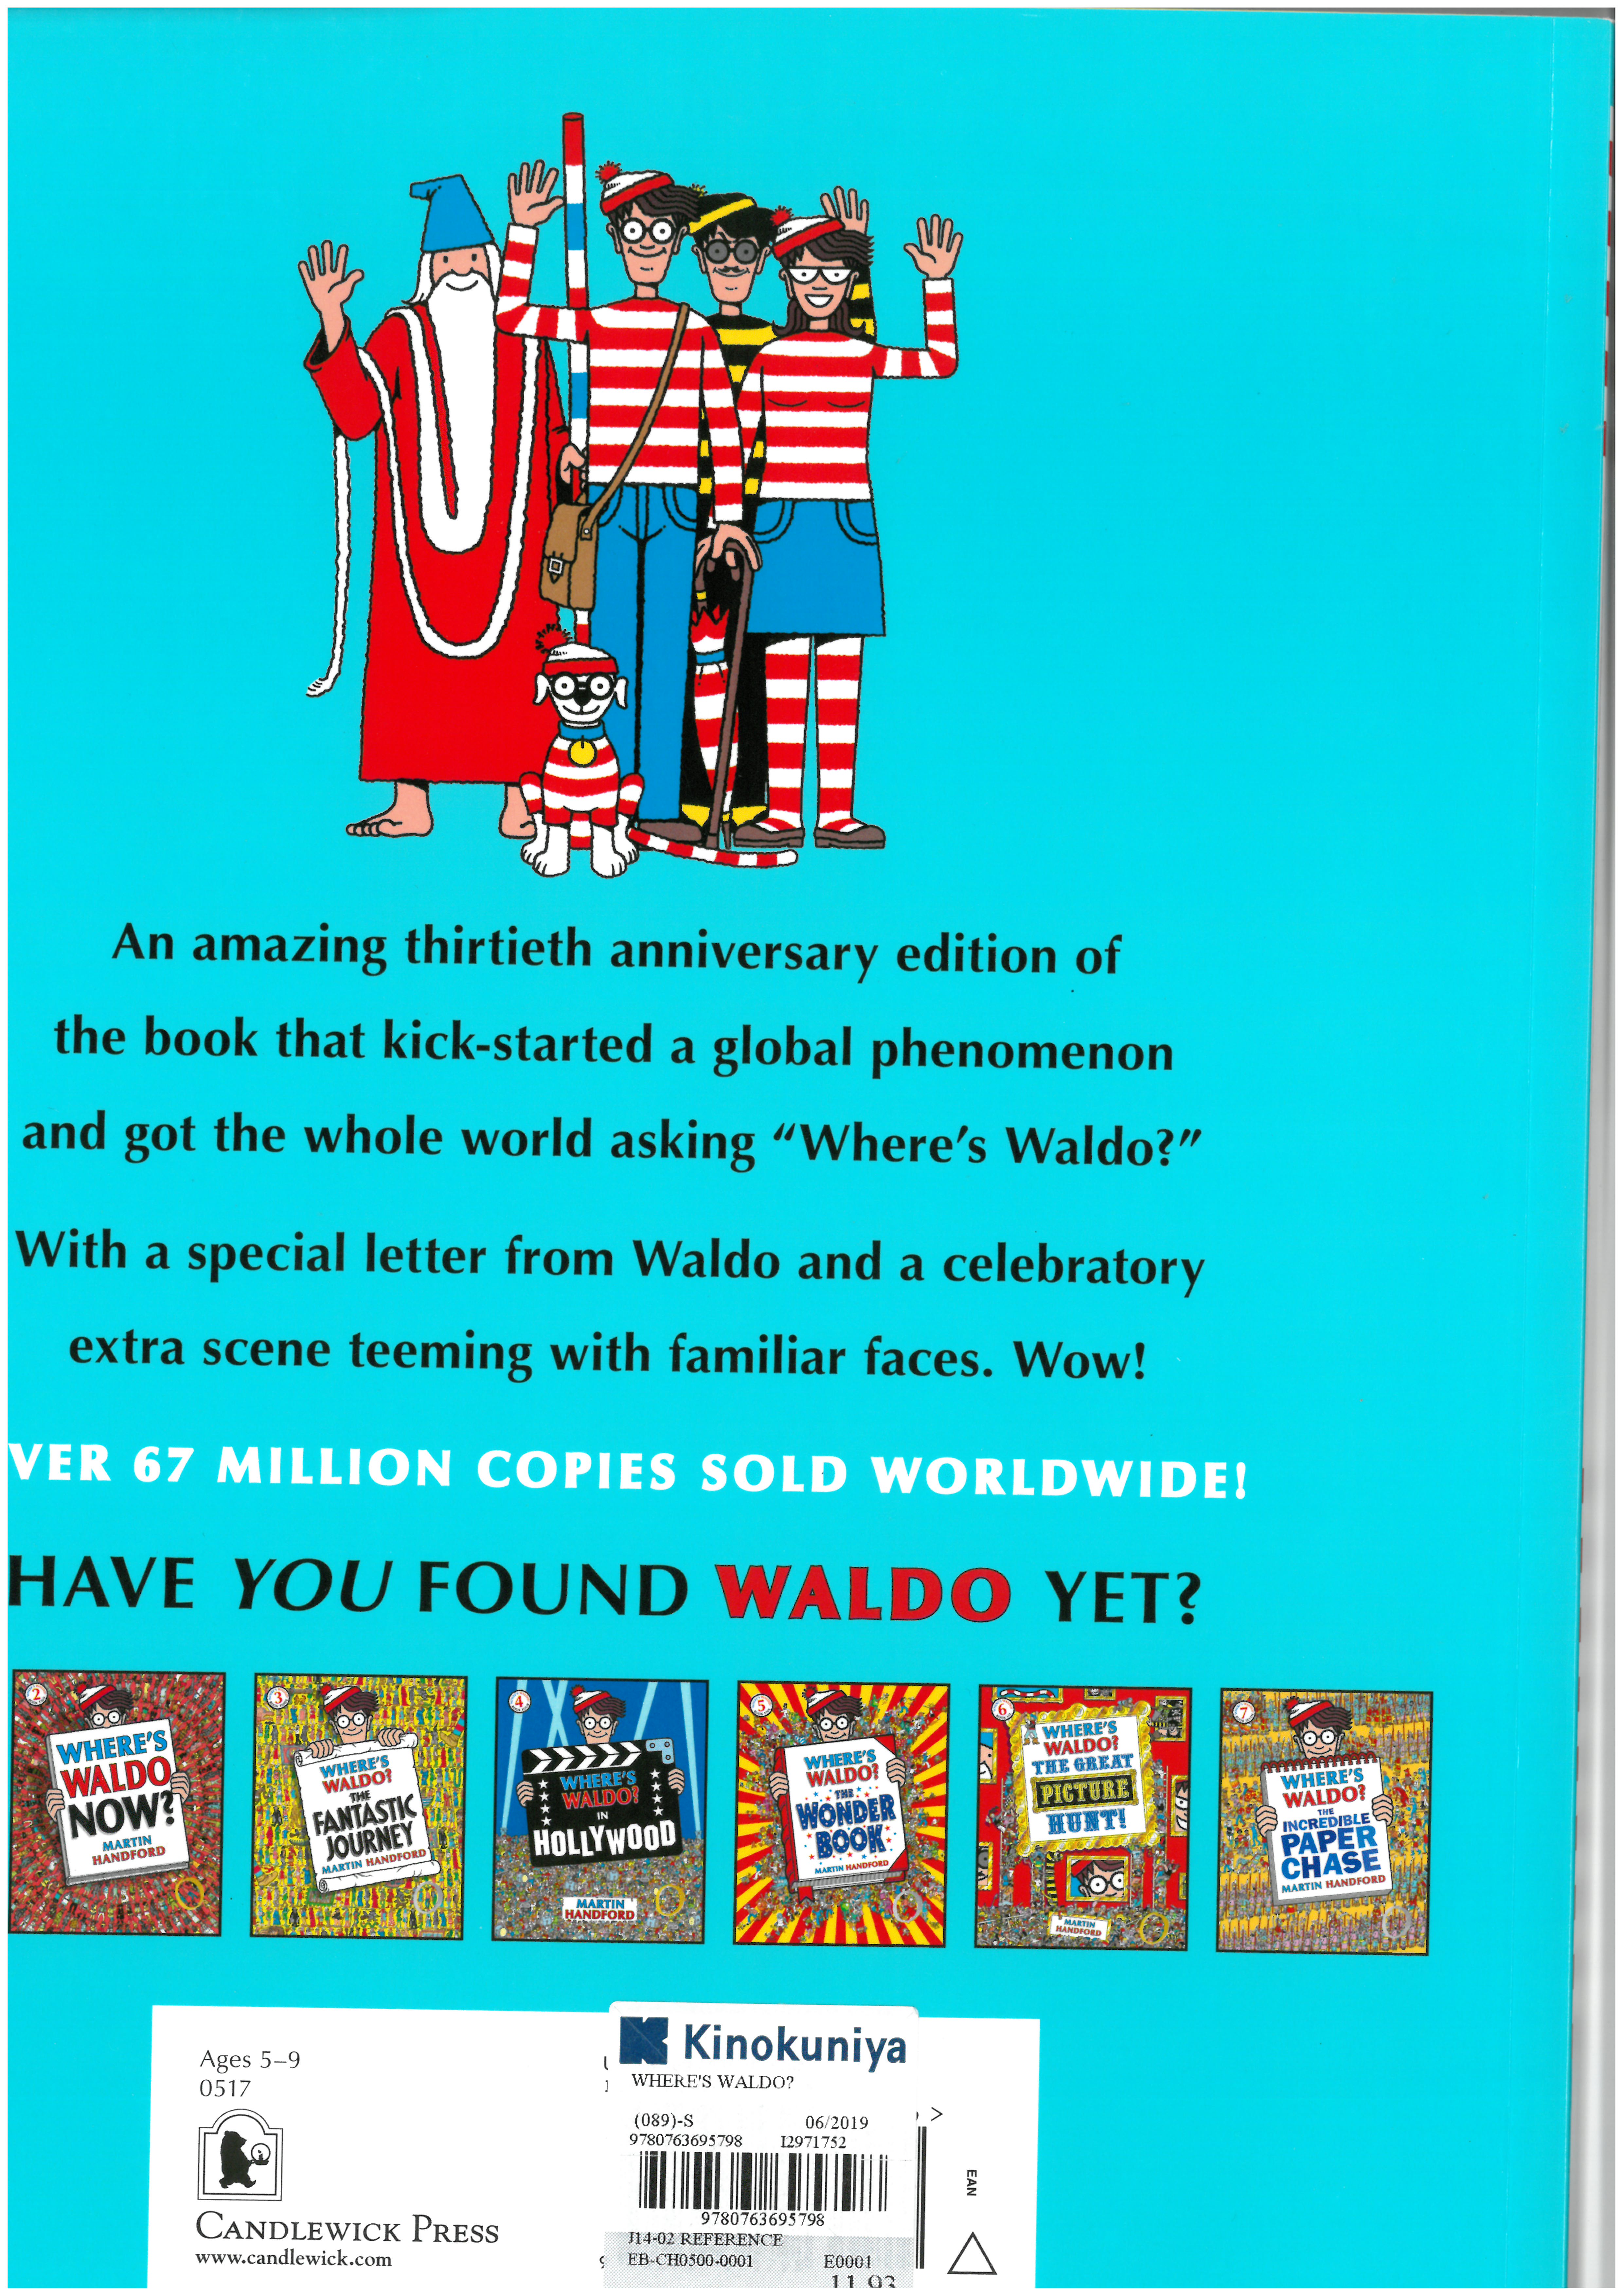 An amazing thirtieth anniversary edition of
the book that kick-started a global phenomenon
and got the whole world asking “Where’s Waldo?”
With a special letter from Waldo and a celebratory
extra scene teeming with familiar faces. Wow!
VER 67 MILLION COPIES SOLD WORLDWIDE!
HAVE YOU FOUND WALDO YET?
2
WHERE'S
WALDO
NOW?
MARTIN
HANDFORD
3
WHERE'S
WALDO?
THE
FANTASTIC
JOURNEY
MARTIN HANDFORD
4
WHERE'S
WALDO?
IN
HOLLYWOOD
MARTIN
HANDFORD
5
WHERE'S
WALDO?
THE
WONDER
BOOK
MARTIN HANDFORD
6
WHERE'S
WALDO?
THE GREAT
PICTURE
HUNT!
MARTIN
HANDFORD
7
WHERE'S
WALDO?
THE
INCREDIBLE
PAPER
CHASE
MARTIN HANDFORD
Ages 5–9
0517
CANDLEWICK PRESS
www.candlewick.com
Kinokuniya
WHERE'S WALDO?
(089)-S 06/2019
9780763695798 I2971752
9780763695798
J14-02 REFERENCE
EB-CH0500-0001 E0001
11.93
>
EAN